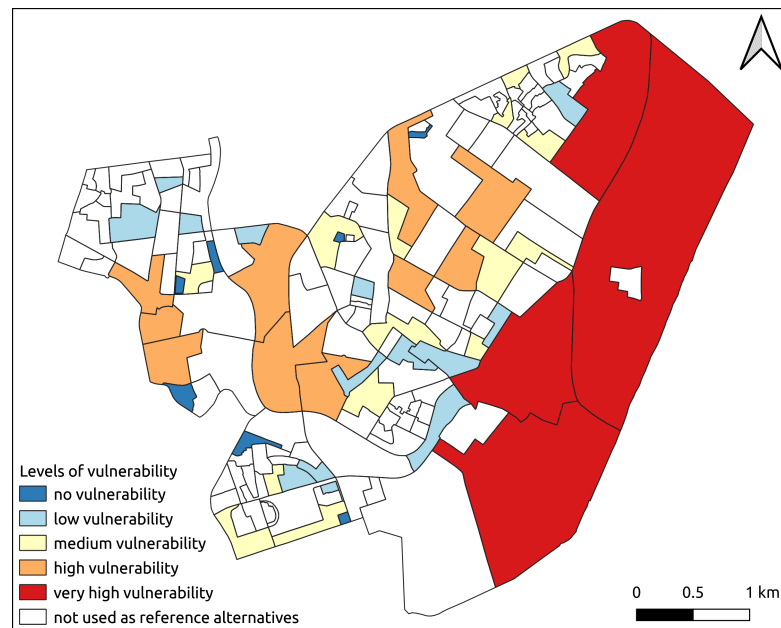 Levels of vulnerability
no vulnerability
low vulnerability
medium vulnerability
high vulnerability
very high vulnerability
not used as reference alternatives
0 0.5 1 km